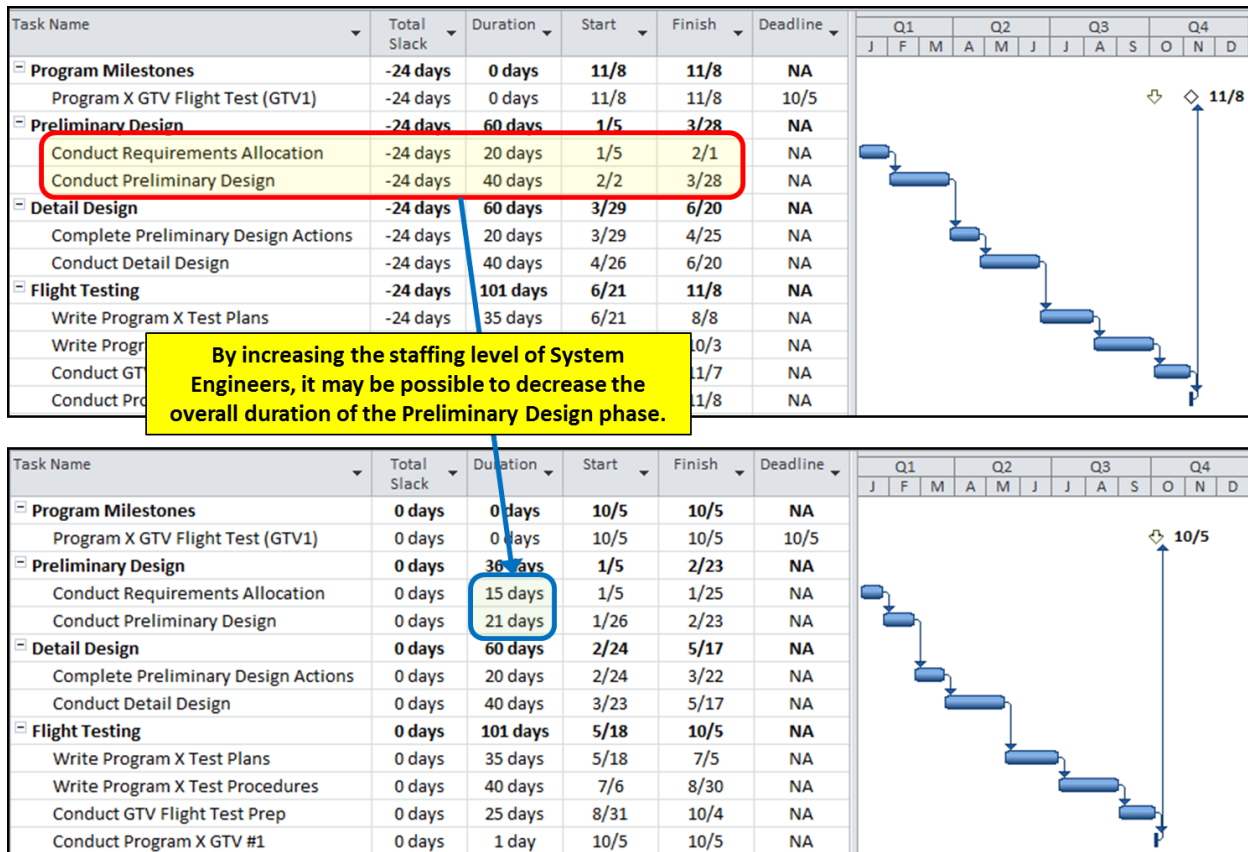 Task Name Total Slack Duration Start Finish Deadline Q1 Q2 Q3 Q4
J F M A M J J A S O N D
Program Milestones -24 days 0 days 11/8 11/8 NA
Program X GTV Flight Test (GTV1) -24 days 0 days 11/8 11/8 10/5 11/8
Preliminary Design -24 days 60 days 1/5 3/28 NA
Conduct Requirements Allocation -24 days 20 days 1/5 2/1 NA
Conduct Preliminary Design -24 days 40 days 2/2 3/28 NA
Detail Design -24 days 60 days 3/29 6/20 NA
Complete Preliminary Design Actions -24 days 20 days 3/29 4/25 NA
Conduct Detail Design -24 days 40 days 4/26 6/20 NA
Flight Testing -24 days 101 days 6/21 11/8 NA
Write Program X Test Plans -24 days 35 days 6/21 8/8 NA
Write 10/3 NA
Conduct 11/7 NA
Conduct 11/8 NA
By increasing the staffing level of System
Engineers, it may be possible to decrease the
overall duration of the Preliminary Design phase.
Task Name Total Slack Duration Start Finish Deadline Q1 Q2 Q3 Q4
J F M A M J J A S O N D
Program Milestones 0 days 0 days 10/5 10/5 NA
Program X GTV Flight Test (GTV1) 0 days 0 days 10/5 10/5 10/5 10/5
Preliminary Design 0 days 36 days 1/5 2/23 NA
Conduct Requirements Allocation 0 days 15 days 1/5 1/25 NA
Conduct Preliminary Design 0 days 21 days 1/26 2/23 NA
Detail Design 0 days 60 days 2/24 5/17 NA
Complete Preliminary Design Actions 0 days 20 days 2/24 3/22 NA
Conduct Detail Design 0 days 40 days 3/23 5/17 NA
Flight Testing 0 days 101 days 5/18 10/5 NA
Write Program X Test Plans 0 days 35 days 5/18 7/5 NA
Write Program X Test Procedures 0 days 40 days 7/6 8/30 NA
Conduct GTV Flight Test Prep 0 days 25 days 8/31 10/4 NA
Conduct Program X GTV #1 0 days 1 day 10/5 10/5 NA